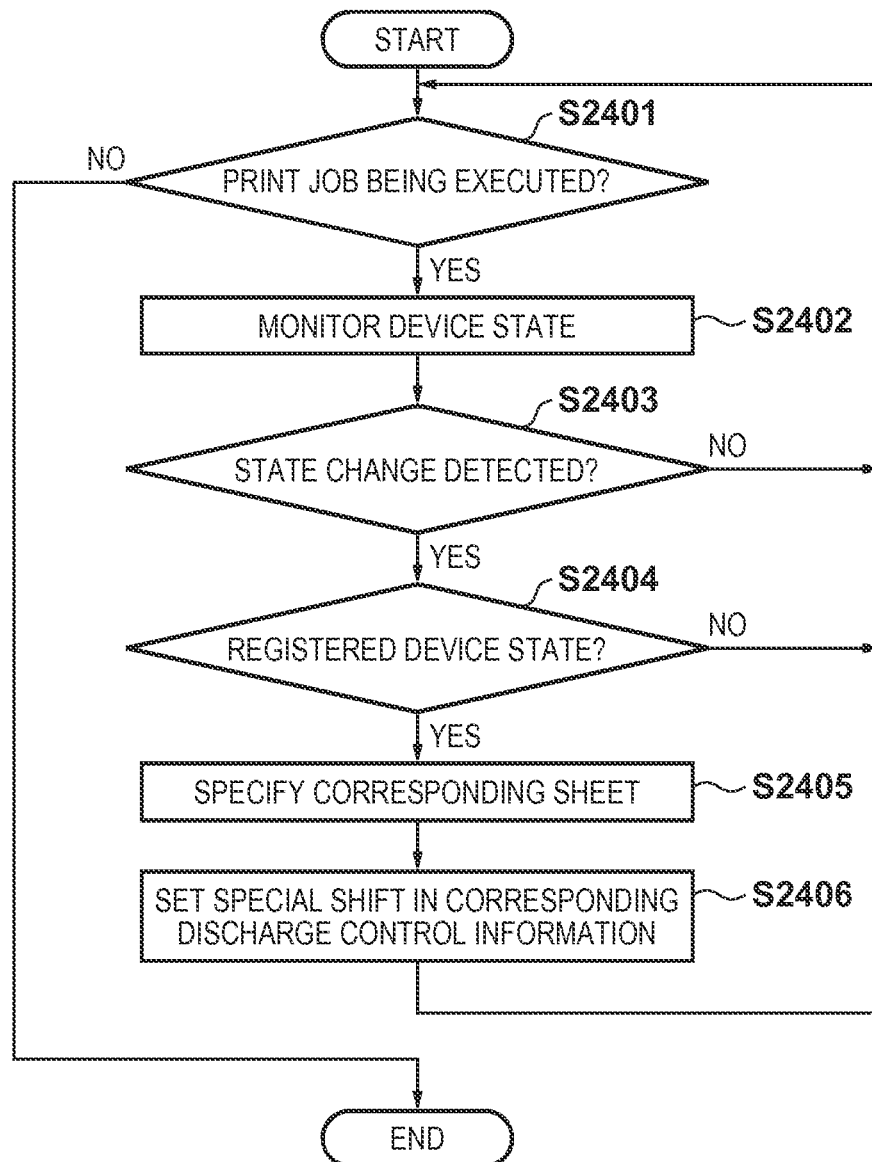 START
S2401
NO
PRINT JOB BEING EXECUTED?
YES
MONITOR DEVICE STATE
S2402
S2403
NO
STATE CHANGE DETECTED?
YES
S2404
NO
REGISTERED DEVICE STATE?
YES
SPECIFY CORRESPONDING SHEET
S2405
SET SPECIAL SHIFT IN CORRESPONDING
DISCHARGE CONTROL INFORMATION
S2406
END